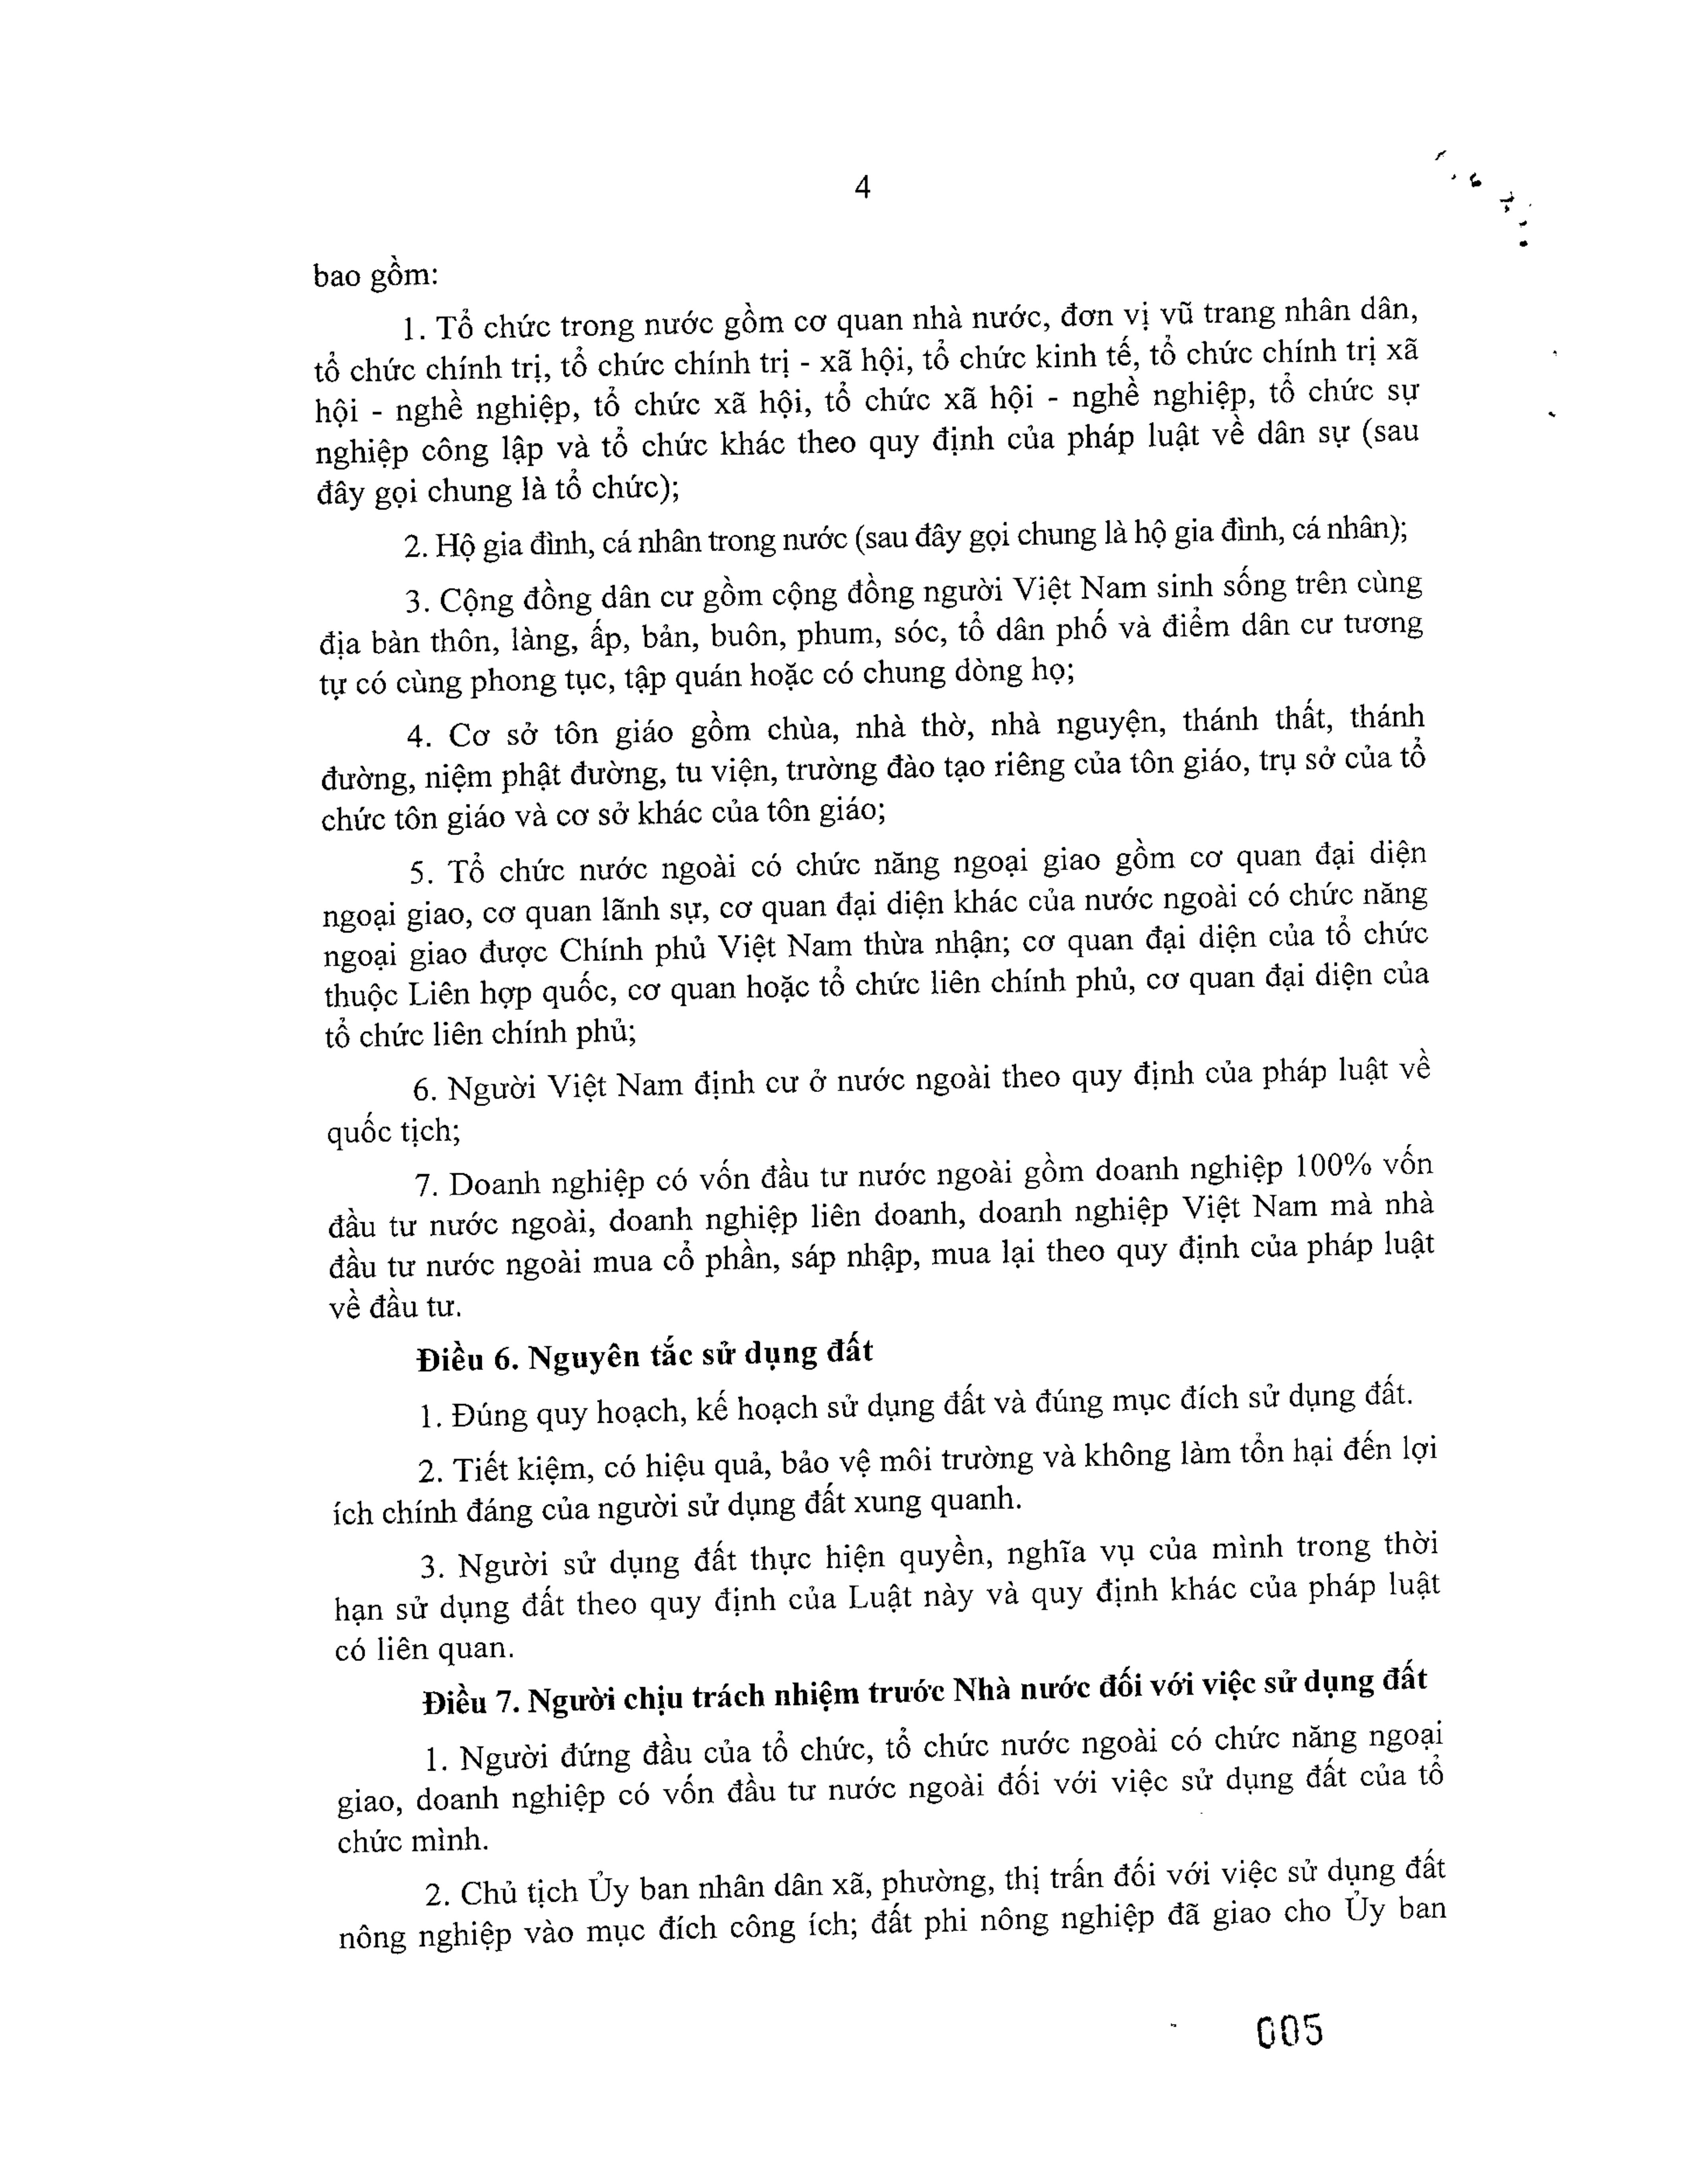 4
bao gồm:
1. Tổ chức trong nước gồm cơ quan nhà nước, đơn vị vũ trang nhân dân,
tổ chức chính trị, tổ chức chính trị - xã hội, tổ chức kinh tế, tổ chức chính trị xã
hội - nghề nghiệp, tổ chức xã hội, tổ chức xã hội - nghề nghiệp, tổ chức sự
nghiệp công lập và tổ chức khác theo quy định của pháp luật về dân sự (sau
đây gọi chung là tổ chức);
2. Hộ gia đình, cá nhân trong nước (sau đây gọi chung là hộ gia đình, cá nhân);
3. Cộng đồng dân cư gồm cộng đồng người Việt Nam sinh sống trên cùng
địa bàn thôn, làng, ấp, bản, buôn, phum, sóc, tổ dân phố và điểm dân cư tương
tự có cùng phong tục, tập quán hoặc có chung dòng họ;
4. Cơ sở tôn giáo gồm chùa, nhà thờ, nhà nguyện, thánh thất, thánh
đường, niệm phật đường, tu viện, trường đào tạo riêng của tôn giáo, trụ sở của tổ
chức tôn giáo và cơ sở khác của tôn giáo;
5. Tổ chức nước ngoài có chức năng ngoại giao gồm cơ quan đại diện
ngoại giao, cơ quan lãnh sự, cơ quan đại diện khác của nước ngoài có chức năng
ngoại giao được Chính phủ Việt Nam thừa nhận; cơ quan đại diện của tổ chức
thuộc Liên hợp quốc, cơ quan hoặc tổ chức liên chính phủ, cơ quan đại diện của
tổ chức liên chính phủ;
6. Người Việt Nam định cư ở nước ngoài theo quy định của pháp luật về
quốc tịch;
7. Doanh nghiệp có vốn đầu tư nước ngoài gồm doanh nghiệp 100% vốn
đầu tư nước ngoài, doanh nghiệp liên doanh, doanh nghiệp Việt Nam mà nhà
đầu tư nước ngoài mua cổ phần, sáp nhập, mua lại theo quy định của pháp luật
về đầu tư.
Điều 6. Nguyên tắc sử dụng đất
1. Đúng quy hoạch, kế hoạch sử dụng đất và đúng mục đích sử dụng đất.
2. Tiết kiệm, có hiệu quả, bảo vệ môi trường và không làm tổn hại đến lợi
ích chính đáng của người sử dụng đất xung quanh.
3. Người sử dụng đất thực hiện quyền, nghĩa vụ của mình trong thời
hạn sử dụng đất theo quy định của Luật này và quy định khác của pháp luật
có liên quan.
Điều 7. Người chịu trách nhiệm trước Nhà nước đối với việc sử dụng đất
1. Người đứng đầu của tổ chức, tổ chức nước ngoài có chức năng ngoại
giao, doanh nghiệp có vốn đầu tư nước ngoài đối với việc sử dụng đất của tổ
chức mình.
2. Chủ tịch Ủy ban nhân dân xã, phường, thị trấn đối với việc sử dụng đất
nông nghiệp vào mục đích công ích; đất phi nông nghiệp đã giao cho Ủy ban
005